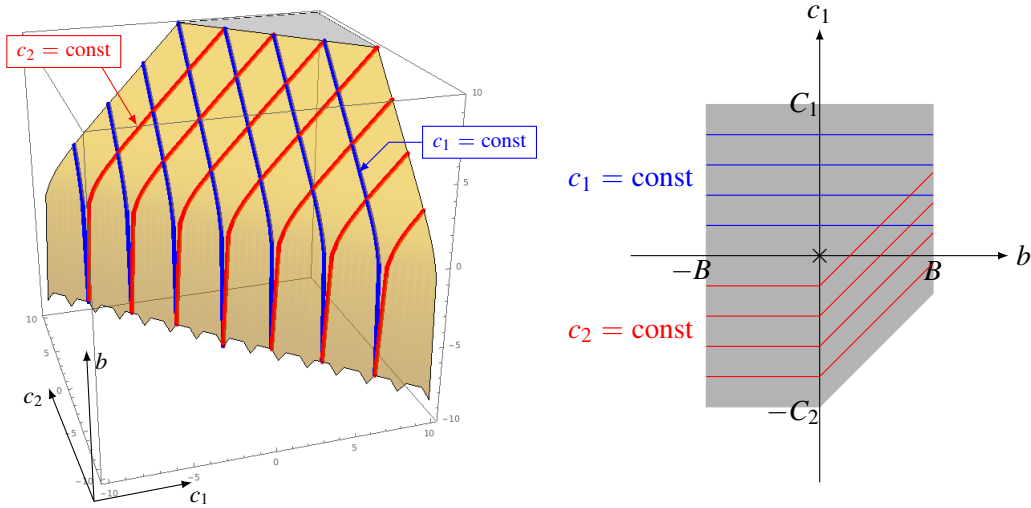 c₂ = const
c₁ = const
10
5
0
−5
−10
10
5
0
−5
−10
−10
−5
0
5
10
b
c₂
c₁
c₁
C₁
c₁ = const
−B
B
b
c₂ = const
−C₂